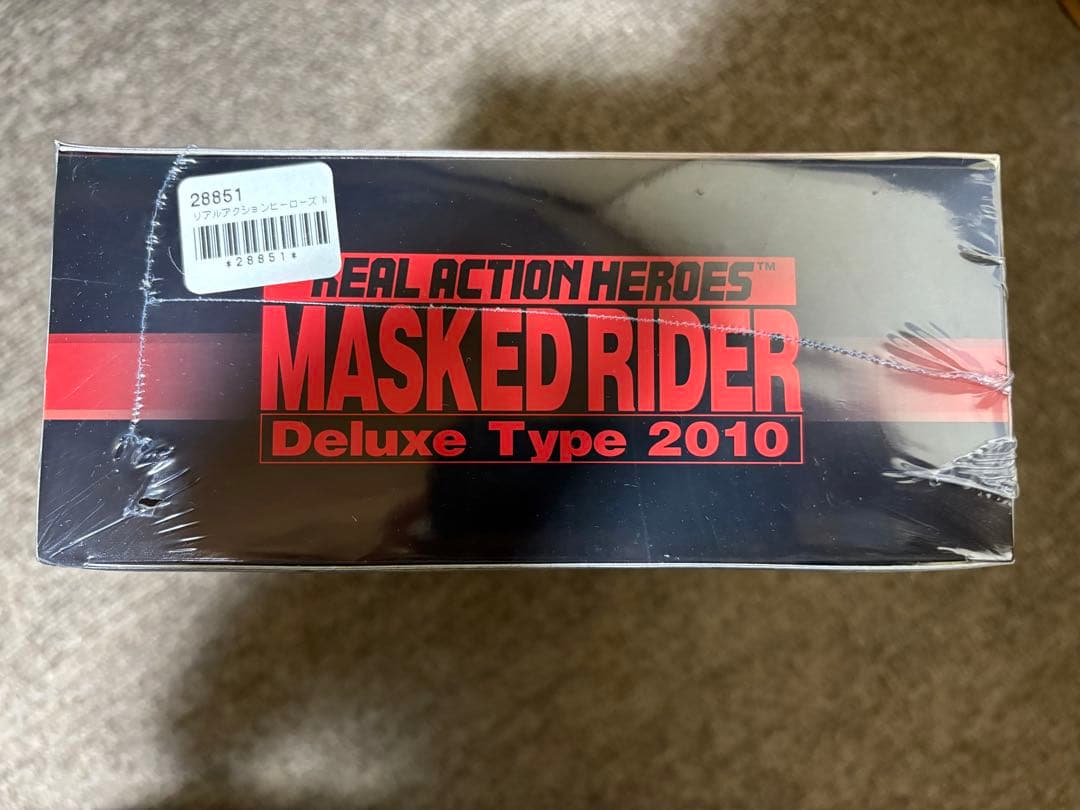 28851
リアルアクションヒーローズ N
*28851*
REAL ACTION HEROES™
MASKED RIDER
Deluxe Type 2010